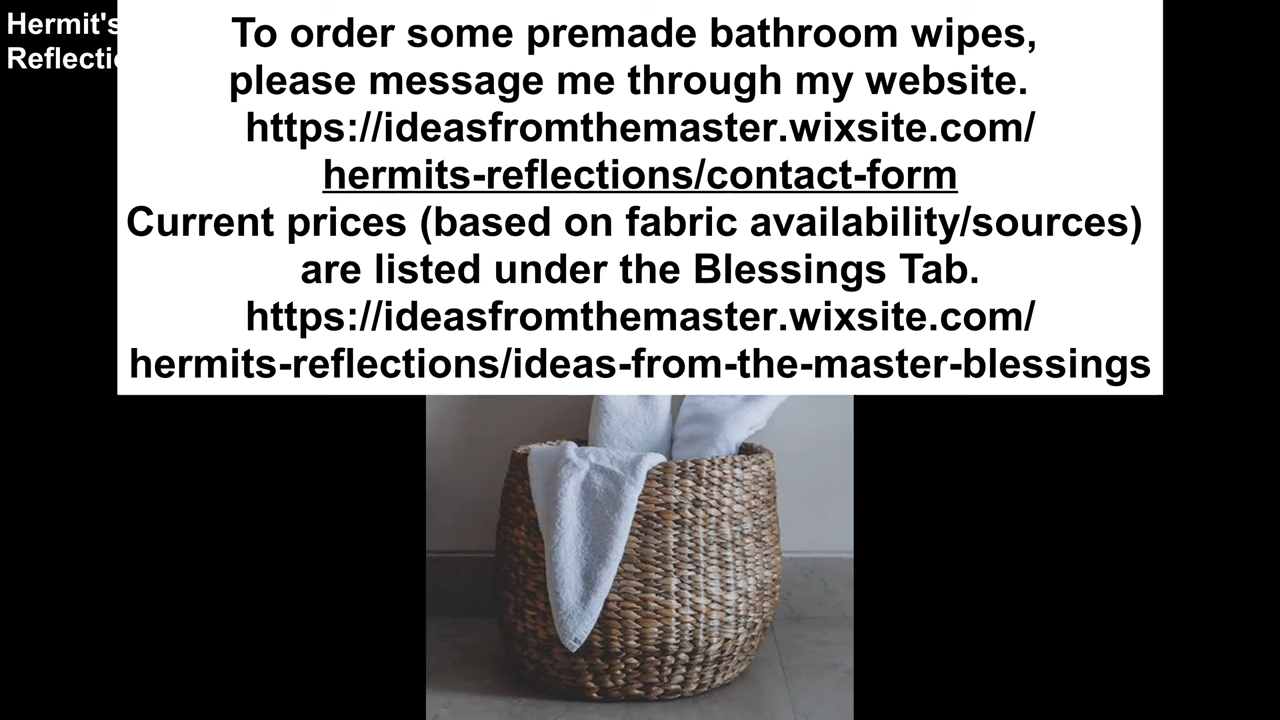 Hermit's
To order some premade bathroom wipes,
please message me through my website.
https://ideasfromthemaster.wixsite.com/
hermits-reflections/contact-form
Current prices (based on fabric availability/sources)
are listed under the Blessings Tab.
https://ideasfromthemaster.wixsite.com/
hermits-reflections/ideas-from-the-master-blessings